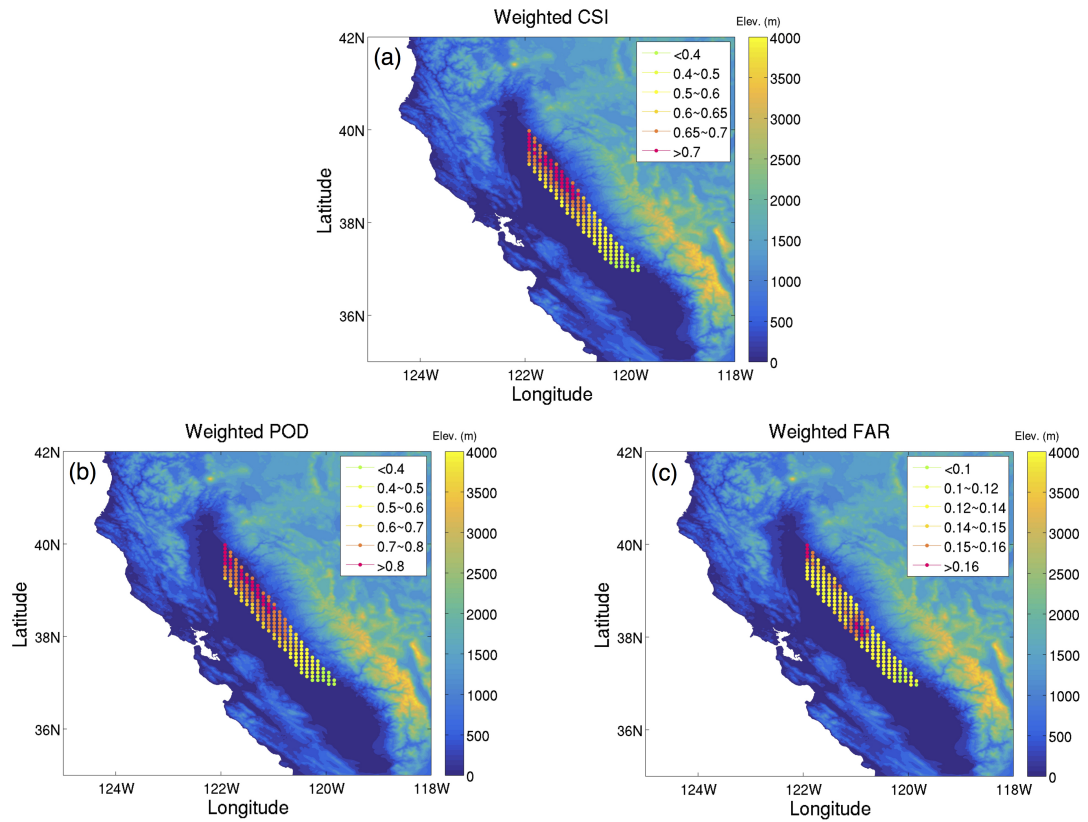 Weighted CSI
Elev. (m)
(a)
<0.4
0.4~0.5
0.5~0.6
0.6~0.65
0.65~0.7
>0.7
42N
40N
38N
36N
Latitude
124W
122W
120W
118W
Longitude
4000
3500
3000
2500
2000
1500
1000
500
0
Weighted POD
Elev. (m)
(b)
<0.4
0.4~0.5
0.5~0.6
0.6~0.7
0.7~0.8
>0.8
42N
40N
38N
36N
Latitude
124W
122W
120W
118W
Longitude
4000
3500
3000
2500
2000
1500
1000
500
0
Weighted FAR
Elev. (m)
(c)
<0.1
0.1~0.12
0.12~0.14
0.14~0.15
0.15~0.16
>0.16
42N
40N
38N
36N
Latitude
124W
122W
120W
118W
Longitude
4000
3500
3000
2500
2000
1500
1000
500
0